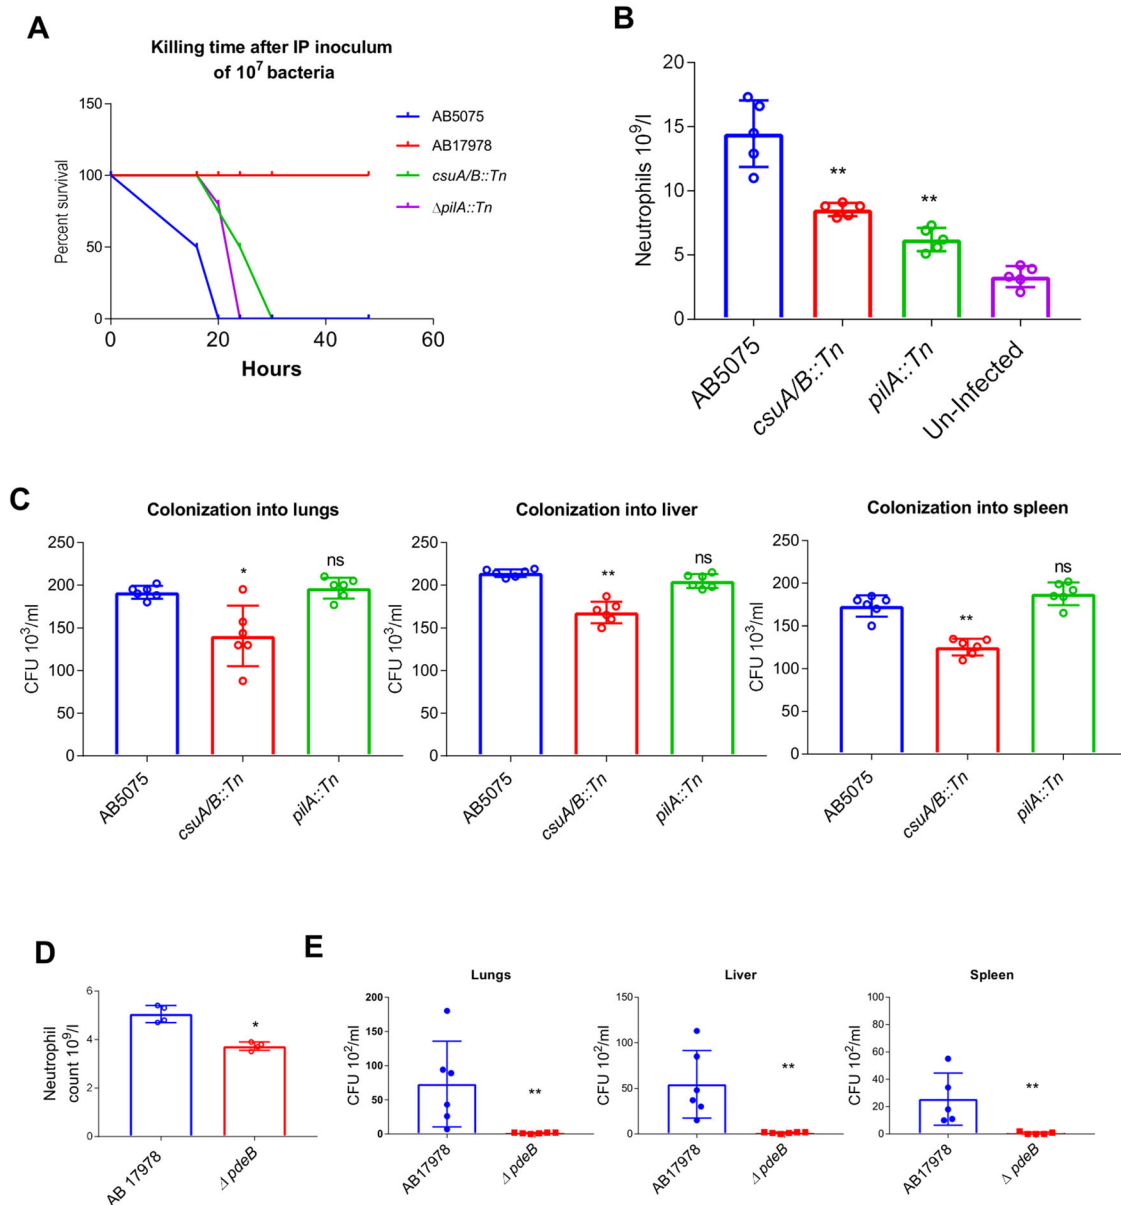 A
Killing time after IP inoculum
of 10⁷ bacteria
Percent survival
150
100
50
0
0 20 40 60
Hours
AB5075
AB17978
csuA/B::Tn
ΔpilA::Tn
B
Neutrophils 10⁹/l
20
15
10
5
0
**
**
AB5075
csuA/B::Tn
pilA::Tn
Un-Infected
C
Colonization into lungs
CFU 10³/ml
250
200
150
100
50
0
*
ns
AB5075
csuA/B::Tn
pilA::Tn
Colonization into liver
CFU 10³/ml
250
200
150
100
50
0
**
ns
AB5075
csuA/B::Tn
pilA::Tn
Colonization into spleen
CFU 10³/ml
250
200
150
100
50
0
**
ns
AB5075
csuA/B::Tn
pilA::Tn
D
Neutrophil
count 10⁹/l
6
4
2
0
*
AB 17978
Δ pdeB
E
Lungs
CFU 10²/ml
200
150
100
50
0
**
AB17978
Δ pdeB
Liver
CFU 10²/ml
150
100
50
0
**
AB17978
Δ pdeB
Spleen
CFU 10²/ml
100
80
60
40
20
0
**
AB17978
Δ pdeB